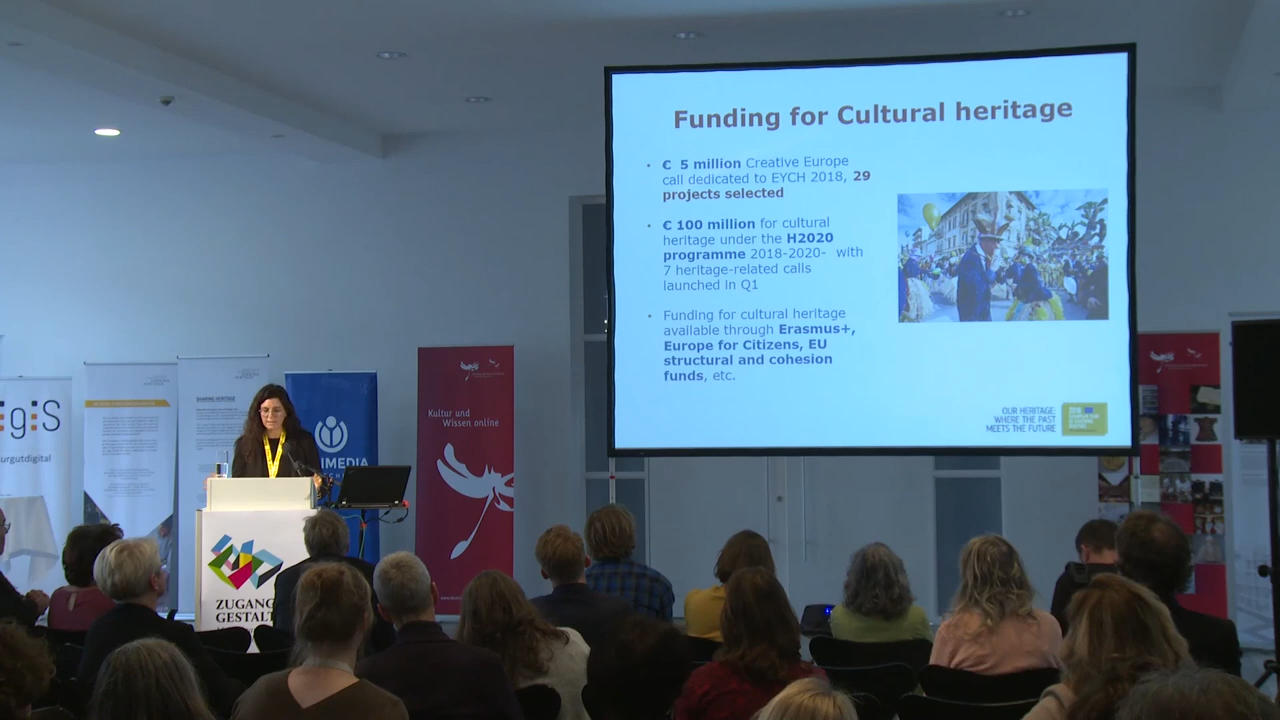 Funding for Cultural heritage
• € 5 million Creative Europe
call dedicated to EYCH 2018, 29
projects selected
• € 100 million for cultural
heritage under the H2020
programme 2018-2020- with
7 heritage-related calls
launched in Q1
• Funding for cultural heritage
available through Erasmus+,
Europe for Citizens, EU
structural and cohesion
funds, etc.
OUR HERITAGE:
WHERE THE PAST
MEETS THE FUTURE
urgutdigital
SHARING HERITAGE
IMEDIA
Kultur und
Wissen online
ZUGANG
GESTALT